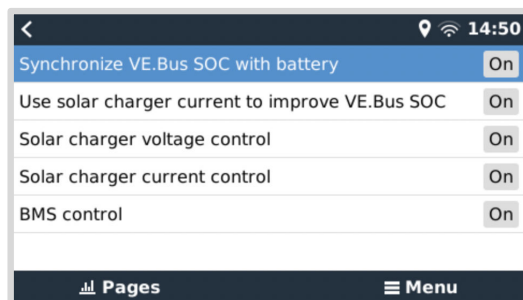 14:50
Synchronize VE.Bus SOC with battery On
Use solar charger current to improve VE.Bus SOC On
Solar charger voltage control On
Solar charger current control On
BMS control On
Pages Menu